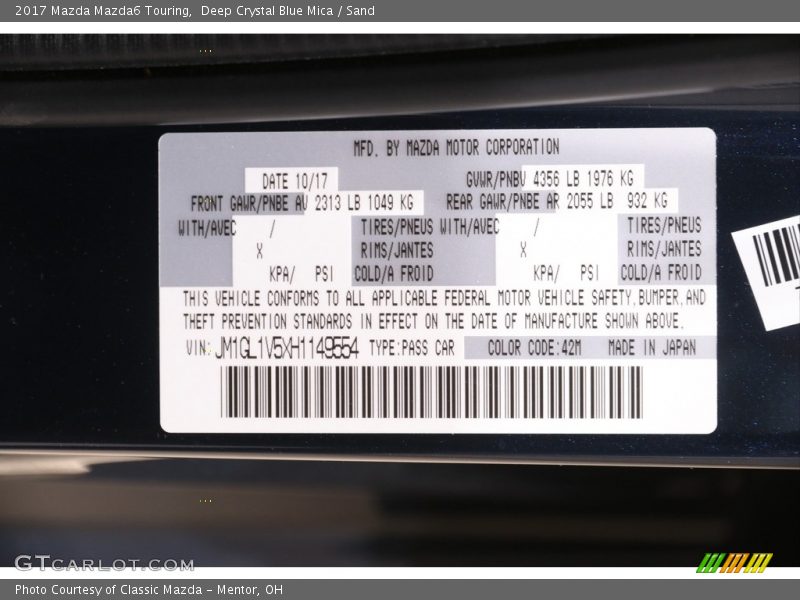 2017 Mazda Mazda6 Touring, Deep Crystal Blue Mica / Sand
MFD. BY MAZDA MOTOR CORPORATION
DATE 10/17 GVWR/PNBV 4356 LB 1976 KG
FRONT GAWR/PNBE AV 2313 LB 1049 KG REAR GAWR/PNBE AR 2055 LB 932 KG
WITH/AVEC / TIRES/PNEUS WITH/AVEC / TIRES/PNEUS
X RIMS/JANTES X RIMS/JANTES
KPA/ PSI COLD/A FROID KPA/ PSI COLD/A FROID
THIS VEHICLE CONFORMS TO ALL APPLICABLE FEDERAL MOTOR VEHICLE SAFETY, BUMPER, AND
THEFT PREVENTION STANDARDS IN EFFECT ON THE DATE OF MANUFACTURE SHOWN ABOVE.
VIN: JM1GL1V5XH1149554 TYPE:PASS CAR COLOR CODE:42M MADE IN JAPAN
GTCARLOT.COM
Photo Courtesy of Classic Mazda - Mentor, OH